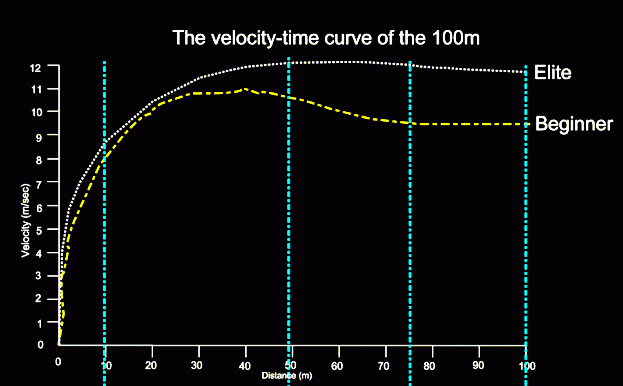 The velocity-time curve of the 100m
12
11
10
9
8
7
6
5
4
3
2
1
0
Velocity (m/sec)
Elite
Beginner
0 10 20 30 40 50 60 70 80 90 100
Distance (m)